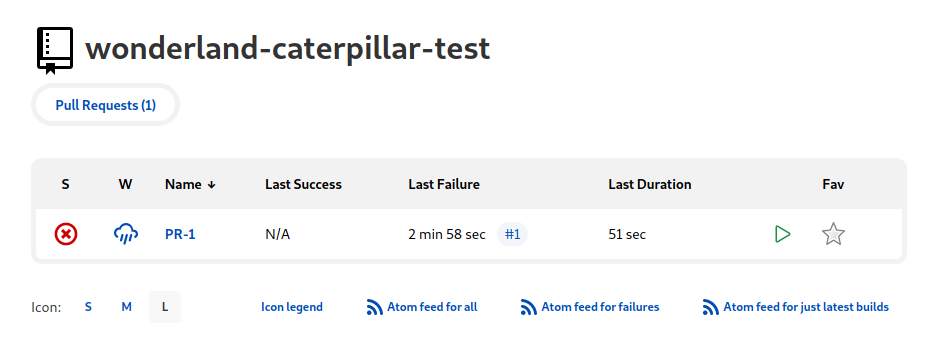 wonderland-caterpillar-test
Pull Requests (1)
S W Name ↓ Last Success Last Failure Last Duration Fav
PR-1 N/A 2 min 58 sec #1 51 sec
Icon: S M L Icon legend Atom feed for all Atom feed for failures Atom feed for just latest builds